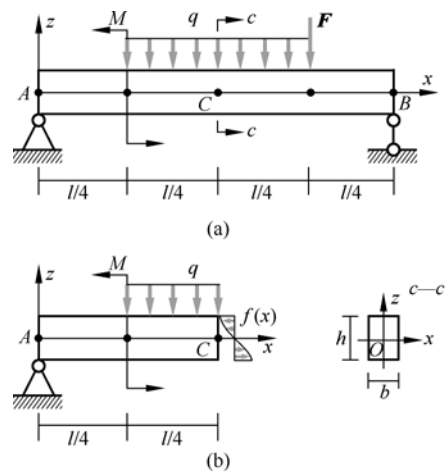 z M q c F
A C x B
c
l/4 l/4 l/4 l/4
(a)
z M q c—c
f(x) z
A C x h O x
b
l/4 l/4
(b)